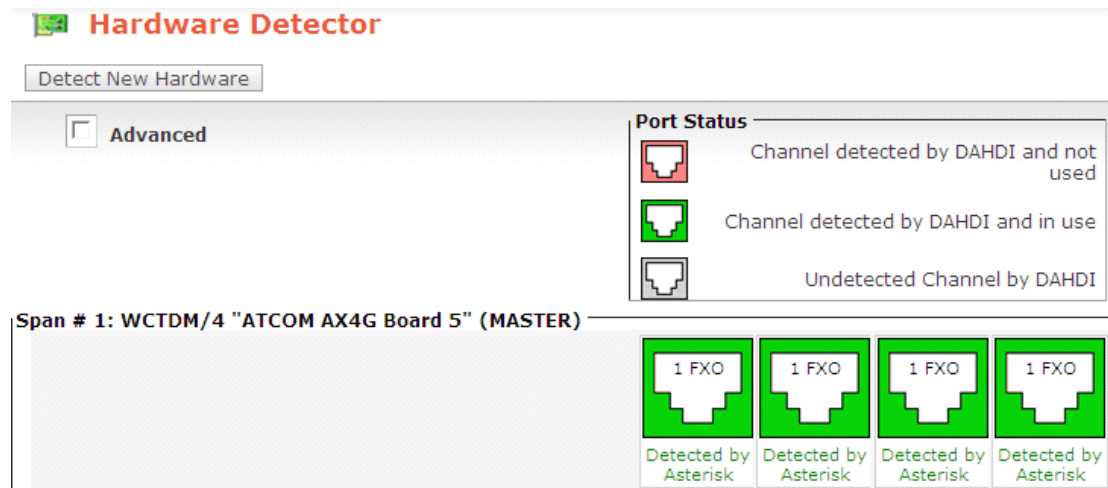 Hardware Detector
Detect New Hardware
Advanced
Port Status
Channel detected by DAHDI and not
used
Channel detected by DAHDI and in use
Undetected Channel by DAHDI
Span # 1: WCTDM/4 "ATCOM AX4G Board 5" (MASTER)
1 FXO 1 FXO 1 FXO 1 FXO
Detected by Detected by Detected by Detected by
Asterisk Asterisk Asterisk Asterisk